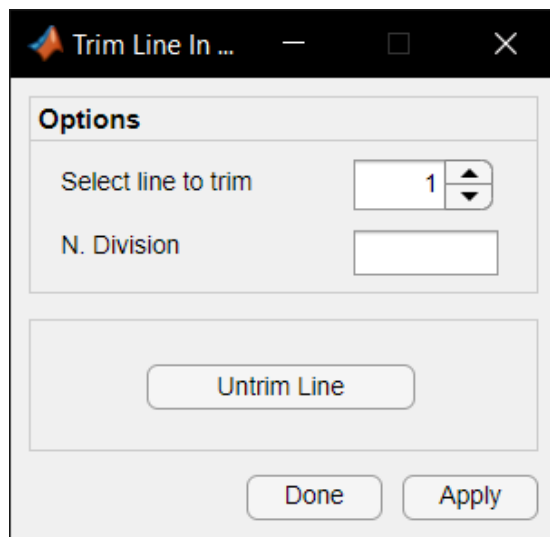 Trim Line In ...
Options
Select line to trim
1
N. Division
Untrim Line
Done
Apply